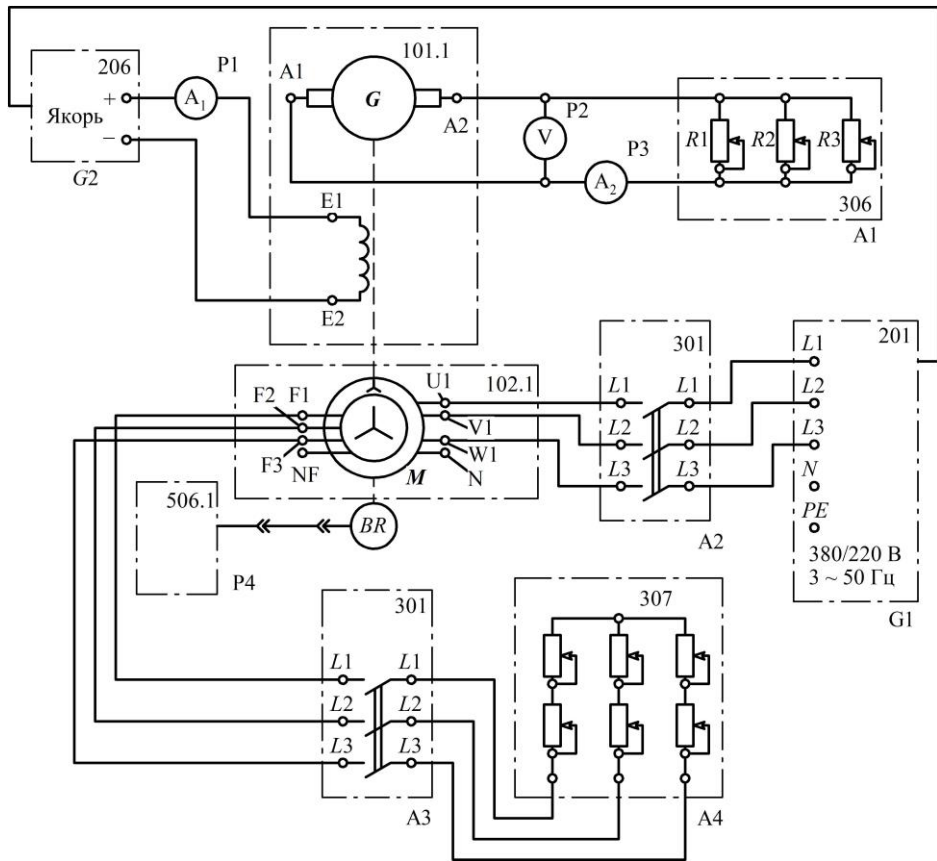 206
+
Якорь
−
G2
P1
A1
101.1
A1
G
A2
P2
V
P3
A2
R1
R2
R3
306
A1
E1
E2
102.1
F2
F1
F3
NF
U1
V1
W1
N
M
301
L1
L1
L2
L2
L3
L3
A2
201
L1
L2
L3
N
PE
380/220 В
3 ~ 50 Гц
G1
506.1
BR
P4
301
L1
L1
L2
L2
L3
L3
A3
307
A4